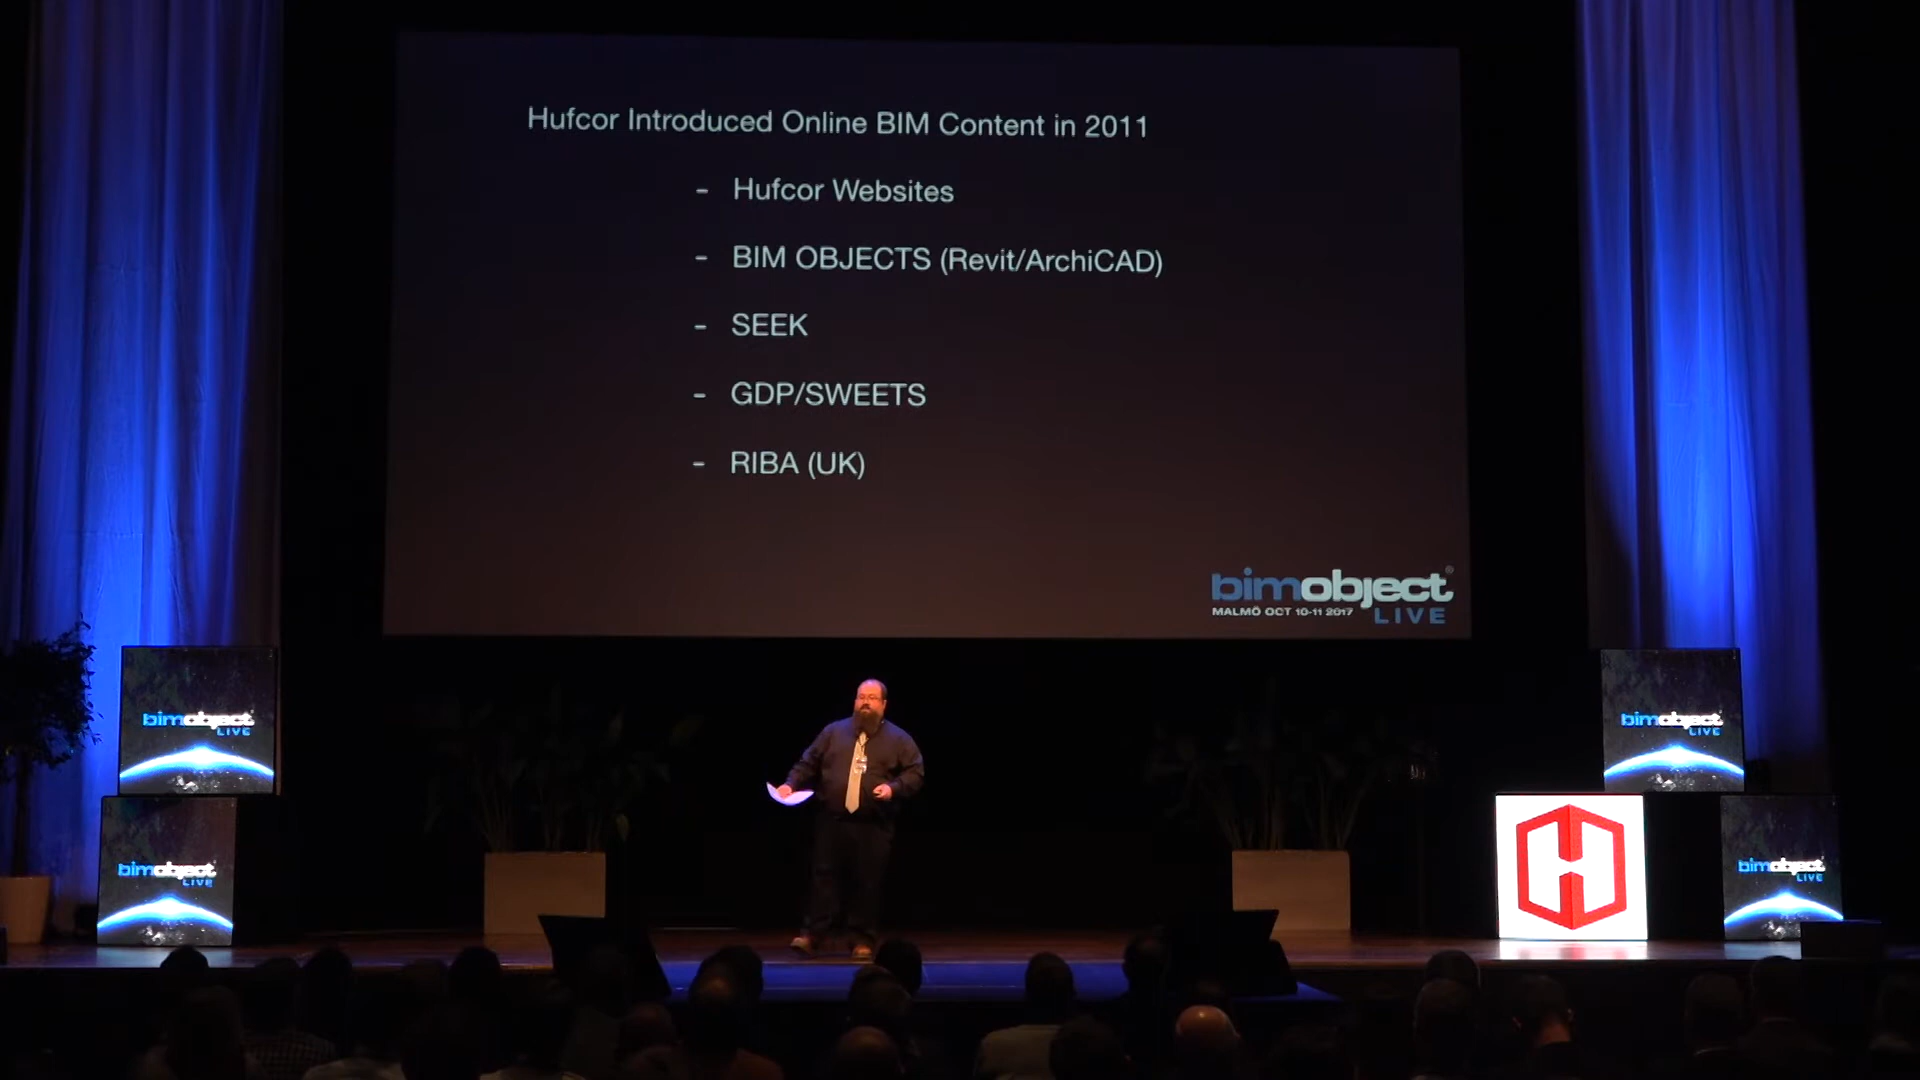 Hufcor Introduced Online BIM Content in 2011
- Hufcor Websites
- BIM OBJECTS (Revit/ArchiCAD)
- SEEK
- GDP/SWEETS
- RIBA (UK)
bimobject®
MALMÖ OCT 10-11 2017
LIVE
bimobject
LIVE
bimobject
LIVE
bimobject
LIVE
bimobject
LIVE
H